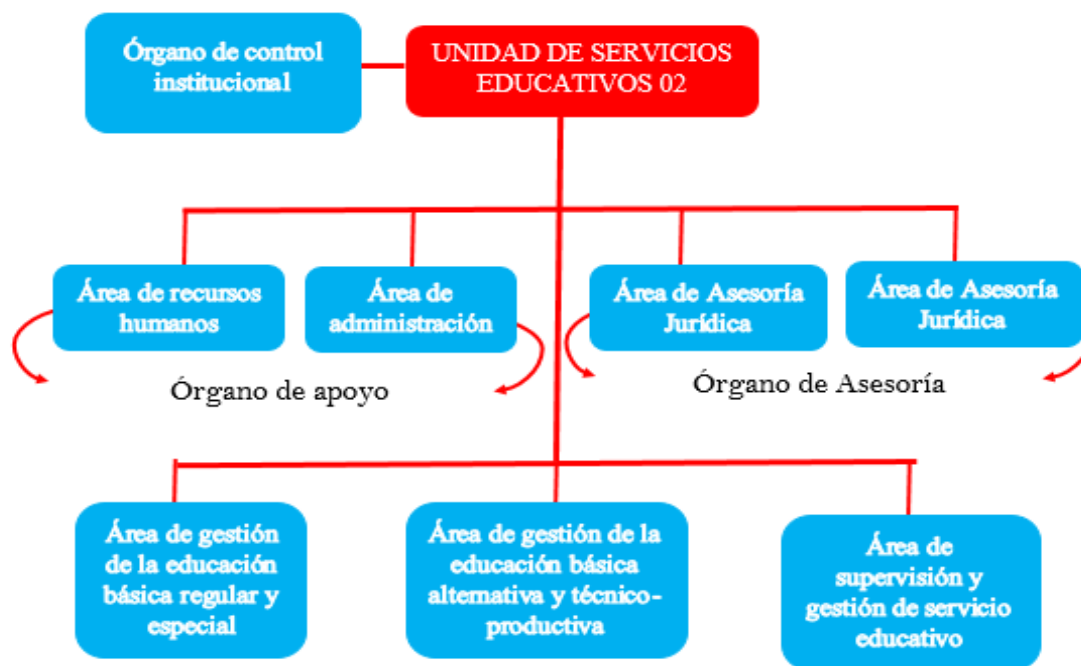 Órgano de control
institucional
UNIDAD DE SERVICIOS
EDUCATIVOS 02
Área de recursos
humanos
Área de
administración
Área de Asesoría
Jurídica
Área de Asesoría
Jurídica
Órgano de apoyo
Órgano de Asesoría
Área de gestión
de la educación
básica regular y
especial
Área de gestión de la
educación básica
alternativa y técnico-
productiva
Área de
supervisión y
gestión de servicio
educativo